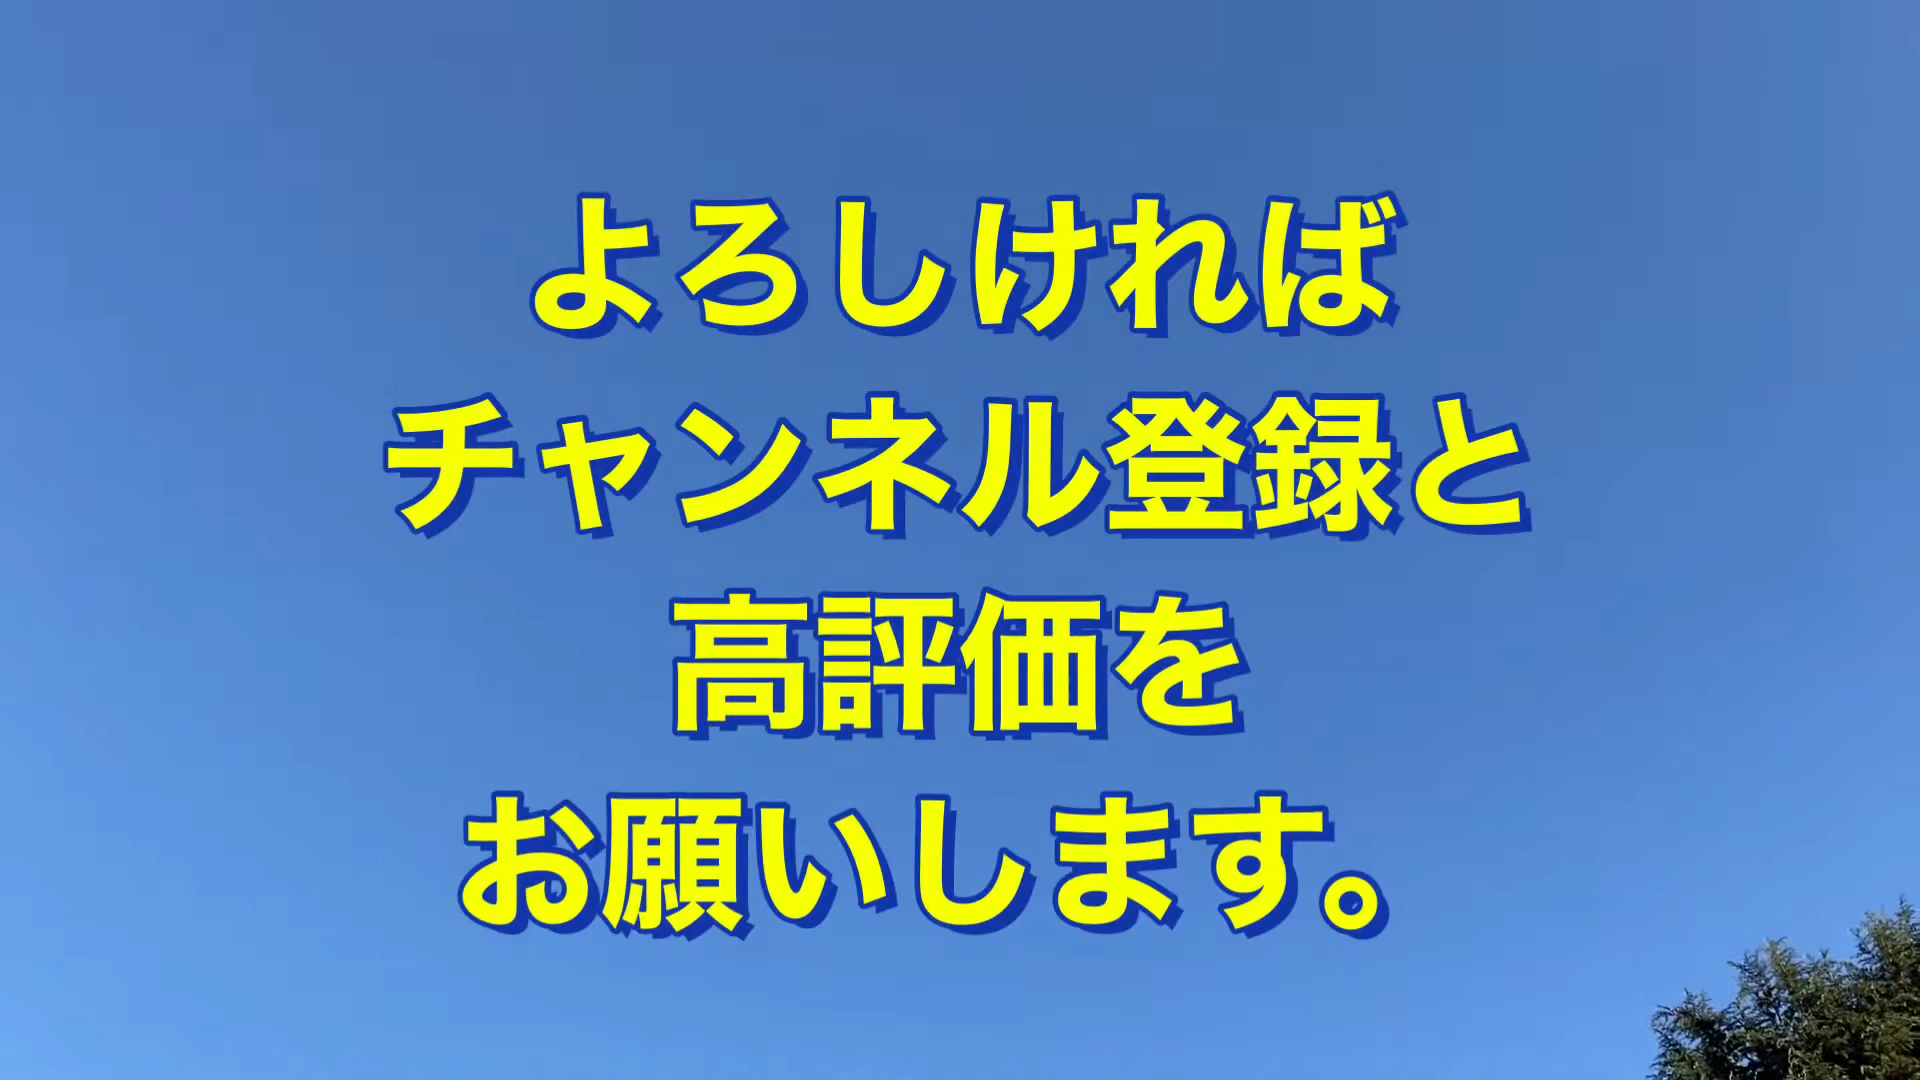 よろしければ
チャンネル登録と
高評価を
お願いします。